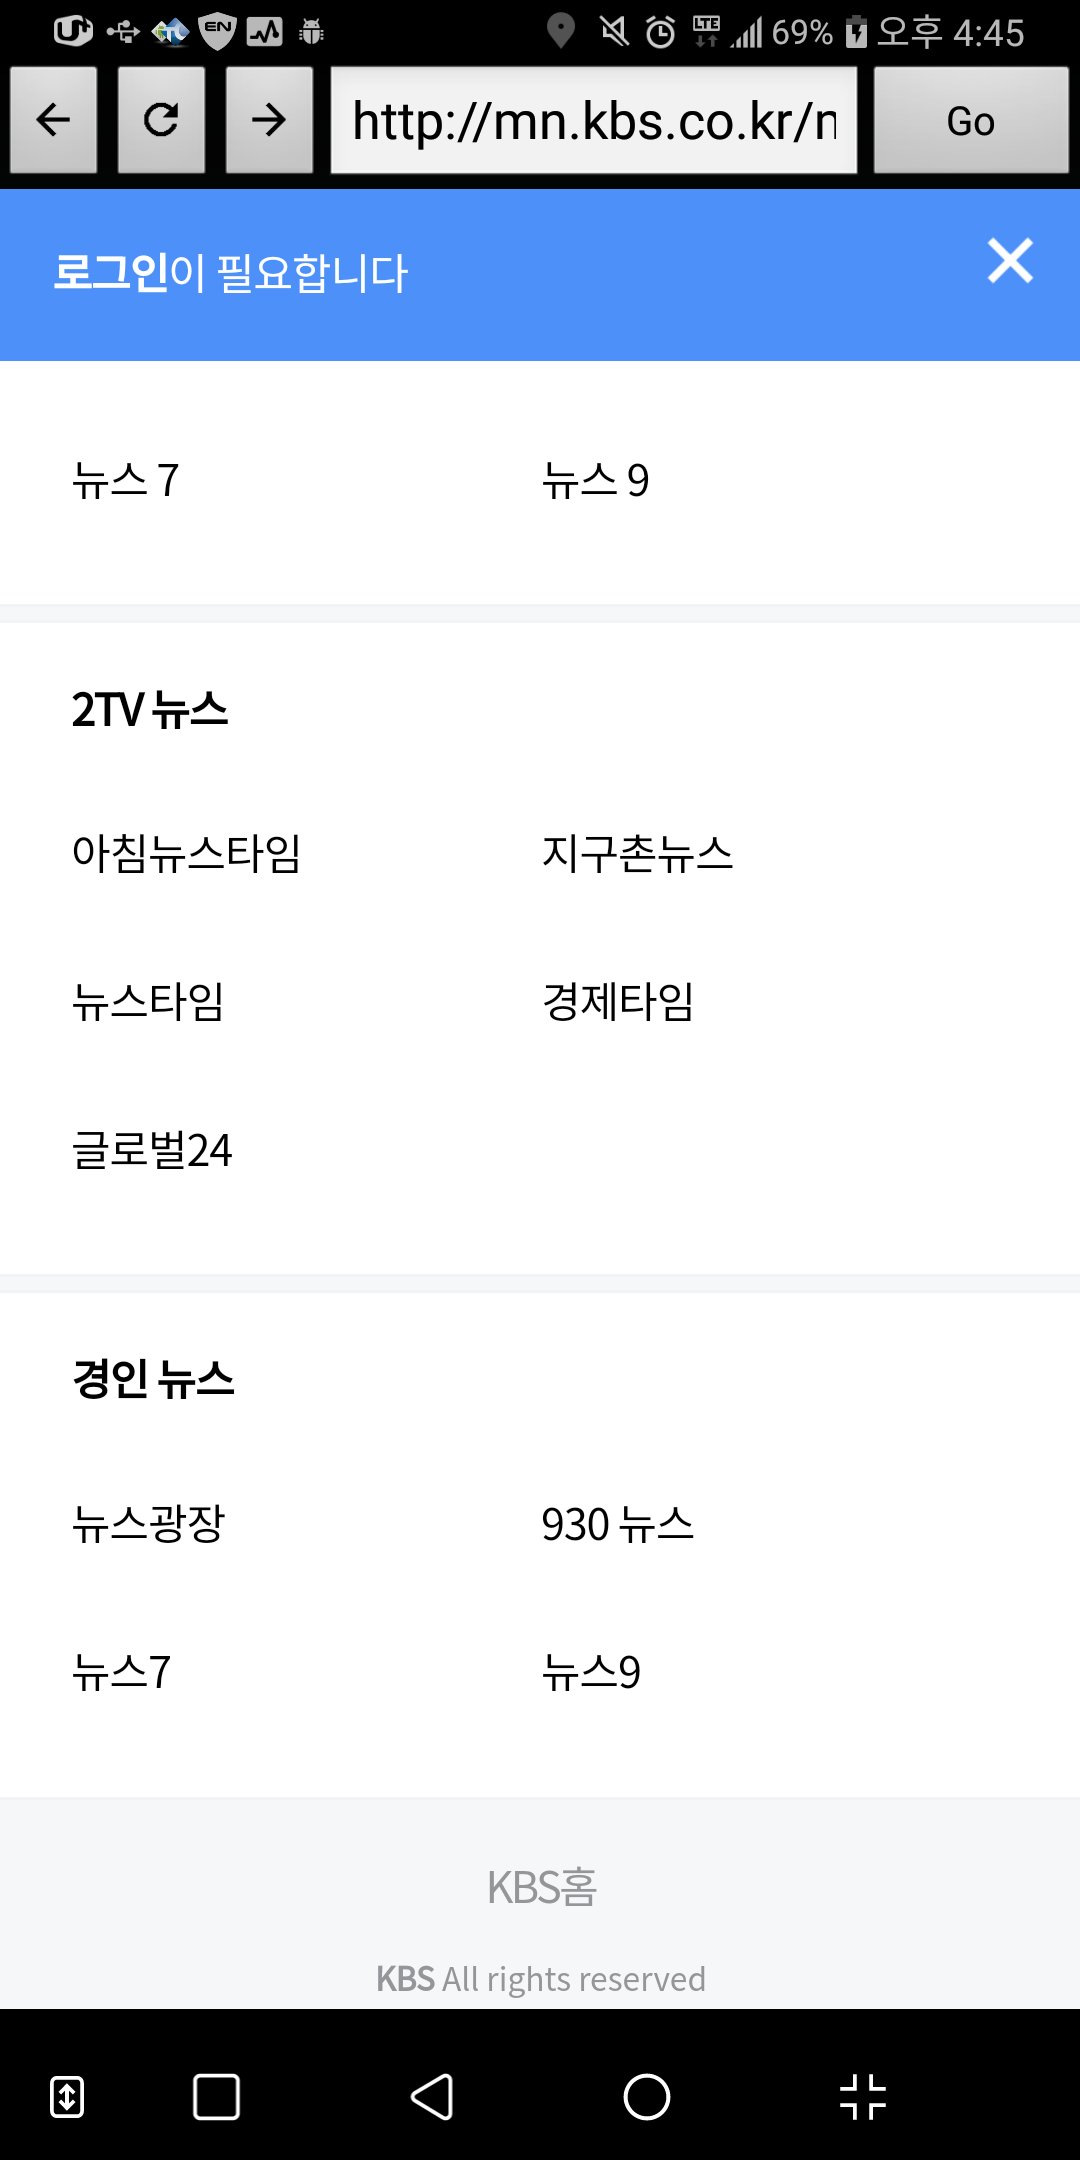 EN LTE 69% 오후 4:45
http://mn.kbs.co.kr/n Go
로그인이 필요합니다
뉴스 7 뉴스 9
2TV 뉴스
아침뉴스타임 지구촌뉴스
뉴스타임 경제타임
글로벌24
경인 뉴스
뉴스광장 930 뉴스
뉴스7 뉴스9
KBS홈
KBS All rights reserved